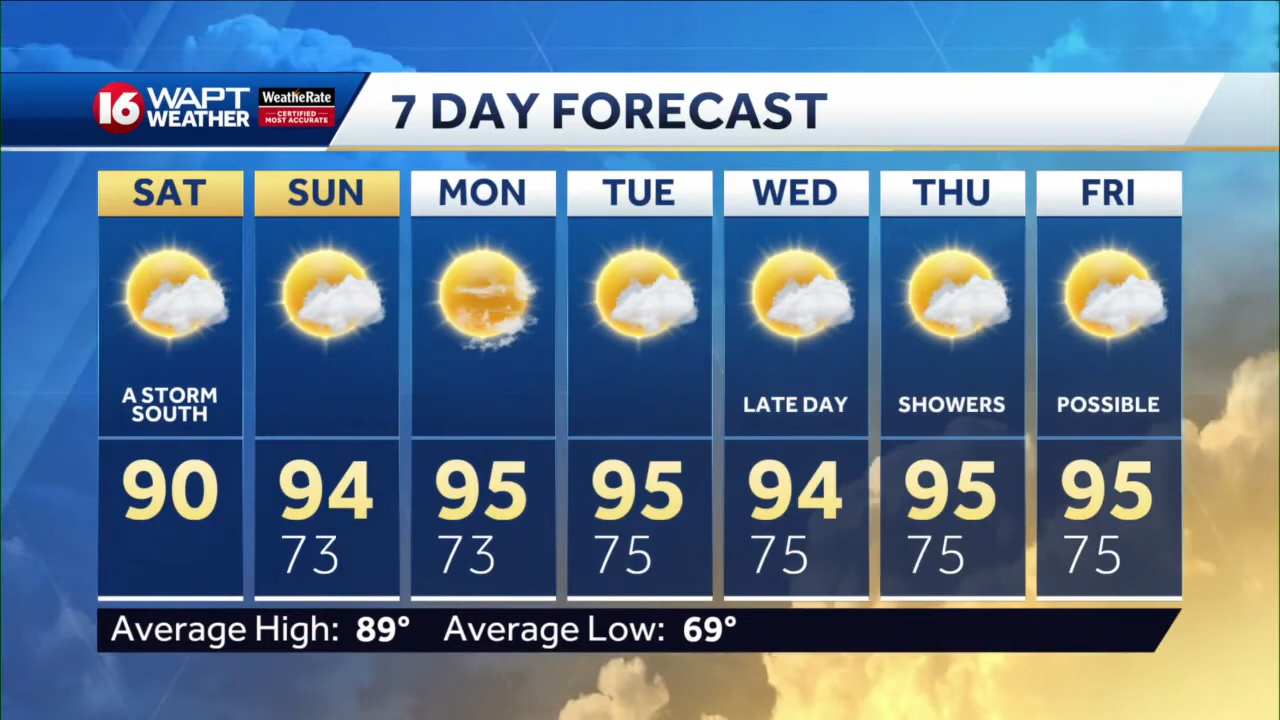 16 WAPT WEATHER
WeatheRate
CERTIFIED
MOST ACCURATE
7 DAY FORECAST
SAT SUN MON TUE WED THU FRI
A STORM
SOUTH
LATE DAY SHOWERS POSSIBLE
90 94 95 95 94 95 95
73 73 75 75 75 75
Average High: 89° Average Low: 69°